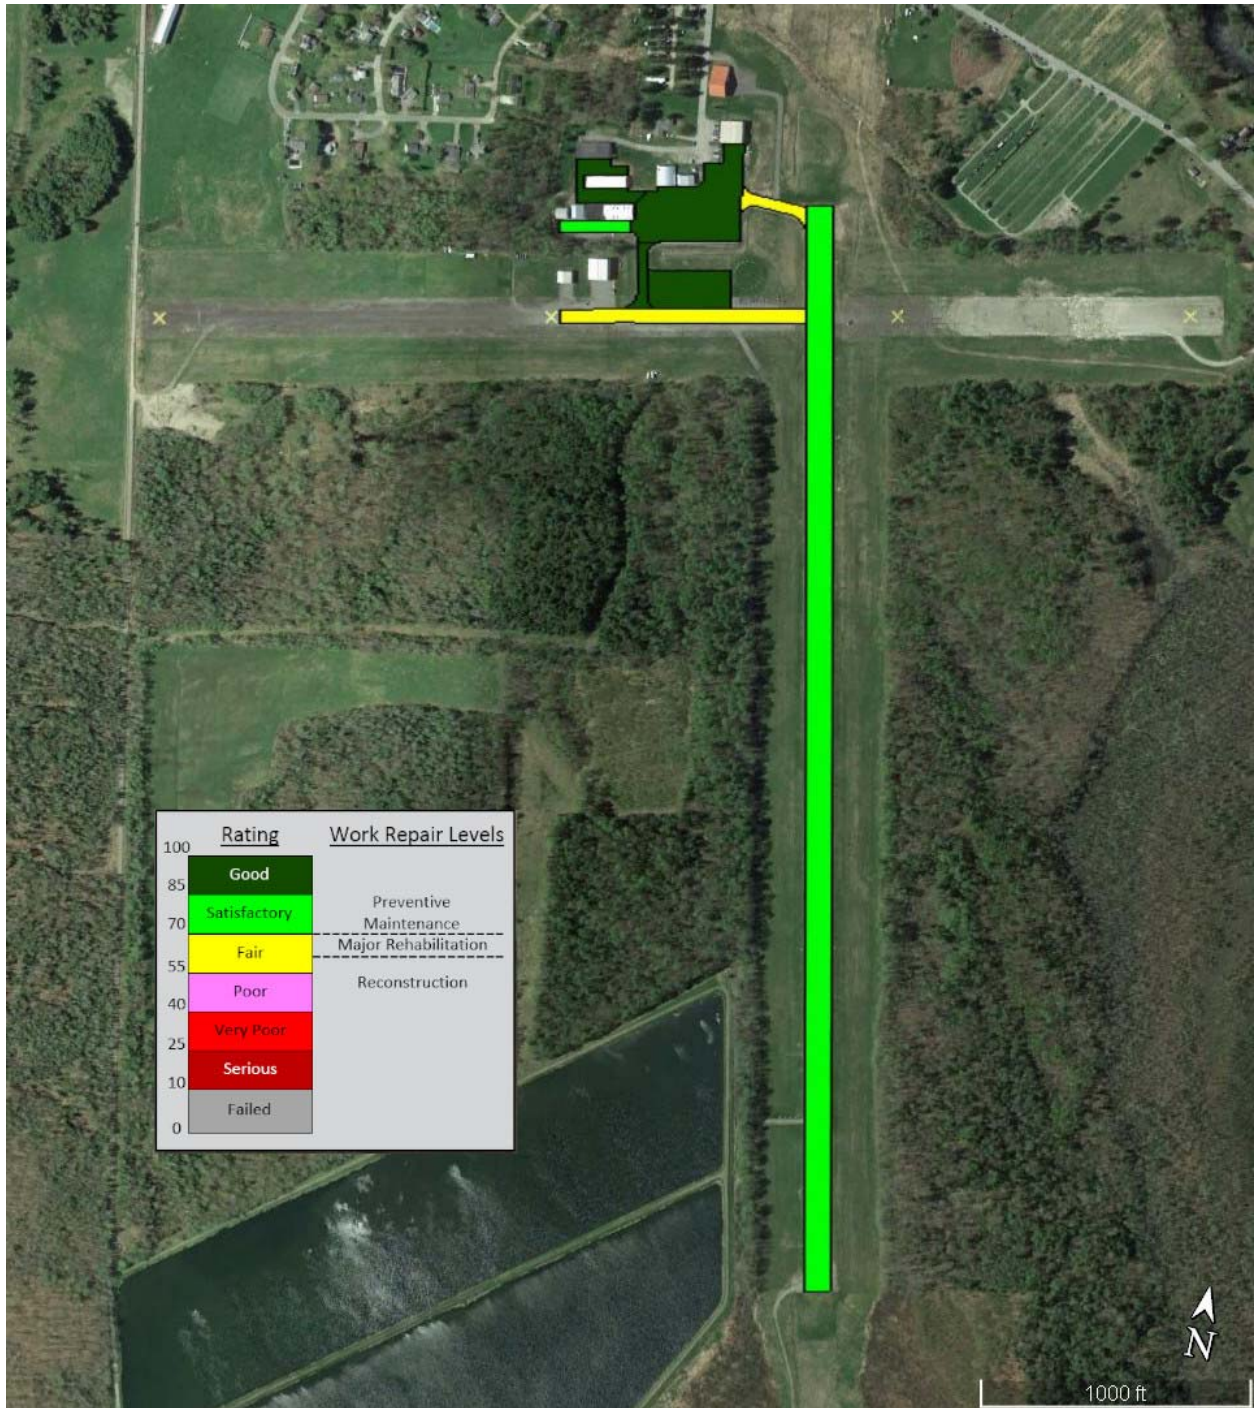 Rating Work Repair Levels
100
Good
85
Satisfactory Preventive
Maintenance
70
Fair Major Rehabilitation
55
Poor Reconstruction
40
Very Poor
25
Serious
10
Failed
0
N
1000 ft